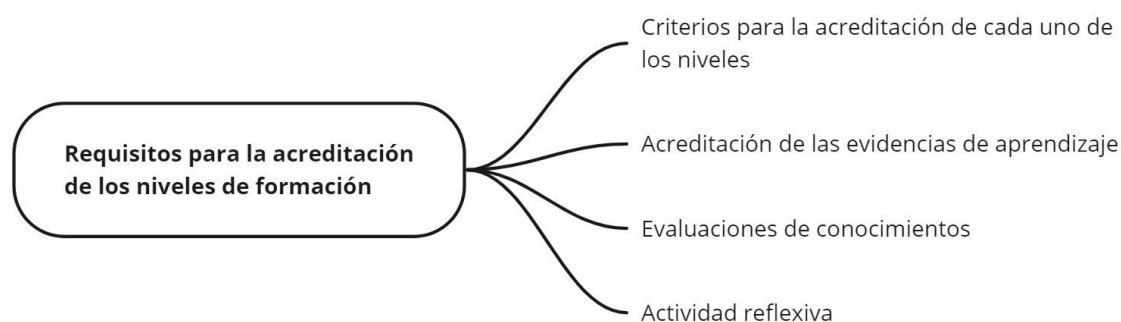 Criterios para la acreditación de cada uno de
los niveles
Requisitos para la acreditación
de los niveles de formación
Acreditación de las evidencias de aprendizaje
Evaluaciones de conocimientos
Actividad reflexiva